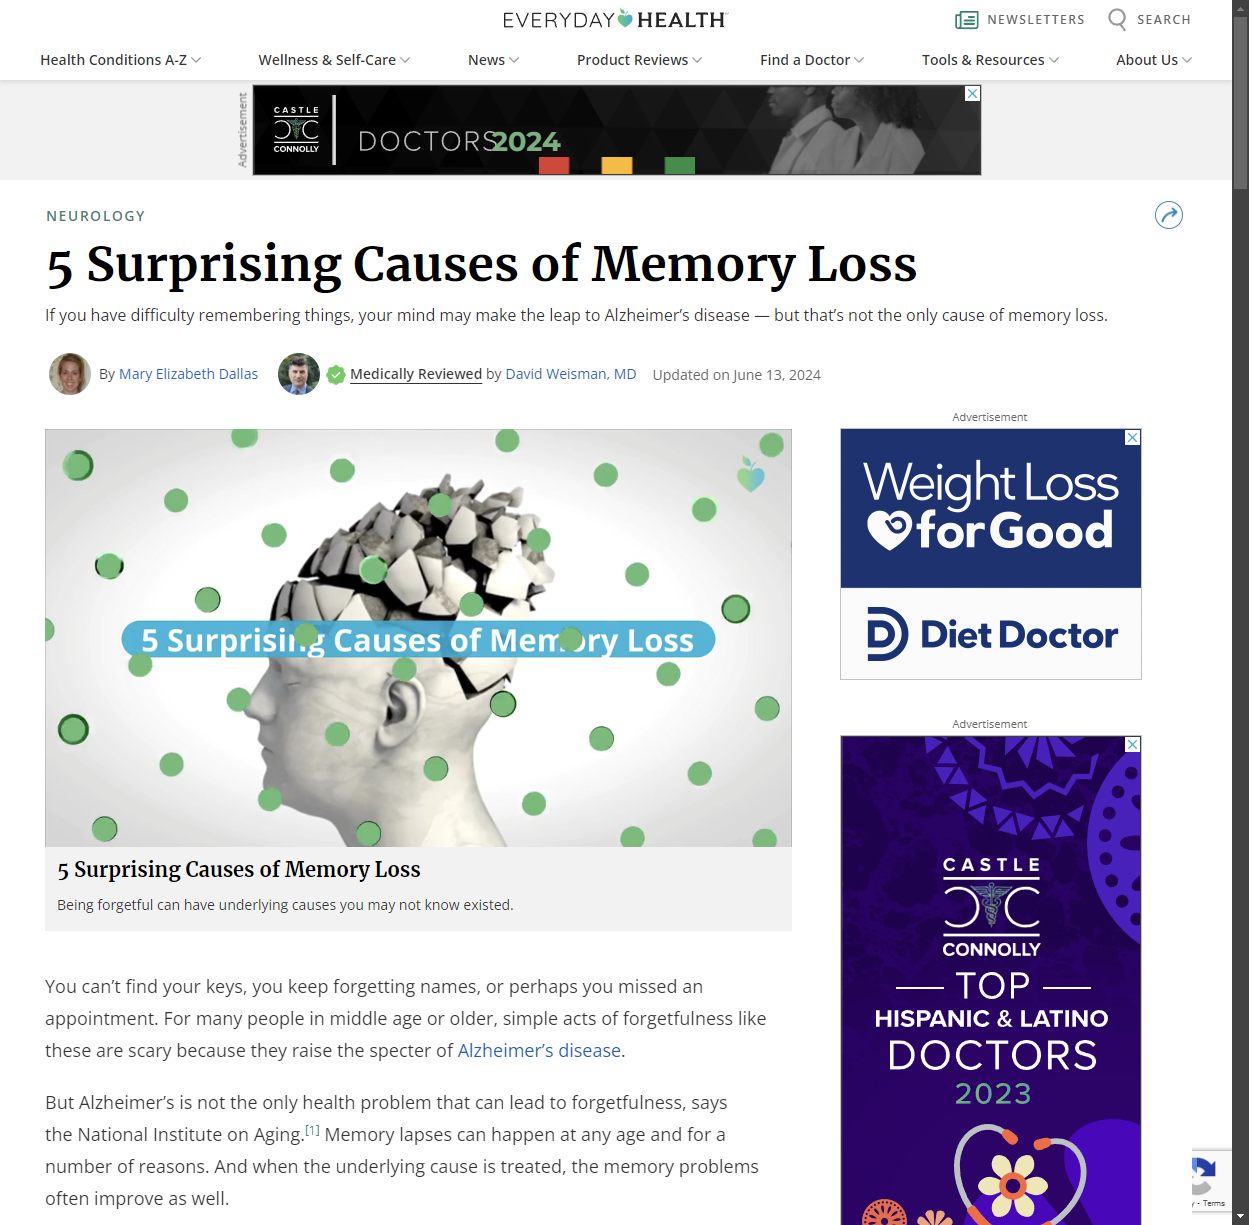 EVERYDAY HEALTH
NEWSLETTERS
SEARCH
Health Conditions A-Z
Wellness & Self-Care
News
Product Reviews
Find a Doctor
Tools & Resources
About Us
Advertisement
CASTLE
CONNOLLY
DOCTORS 2024
NEUROLOGY
5 Surprising Causes of Memory Loss
If you have difficulty remembering things, your mind may make the leap to Alzheimer's disease — but that's not the only cause of memory loss.
By Mary Elizabeth Dallas
Medically Reviewed by David Weisman, MD
Updated on June 13, 2024
5 Surprising Causes of Memory Loss
5 Surprising Causes of Memory Loss
Being forgetful can have underlying causes you may not know existed.
You can't find your keys, you keep forgetting names, or perhaps you missed an
appointment. For many people in middle age or older, simple acts of forgetfulness like
these are scary because they raise the specter of Alzheimer's disease.
But Alzheimer's is not the only health problem that can lead to forgetfulness, says
the National Institute on Aging.[1] Memory lapses can happen at any age and for a
number of reasons. And when the underlying cause is treated, the memory problems
often improve as well.
Advertisement
Weight Loss
for Good
Diet Doctor
Advertisement
CASTLE
CONNOLLY
TOP
HISPANIC & LATINO
DOCTORS
2023
- Terms